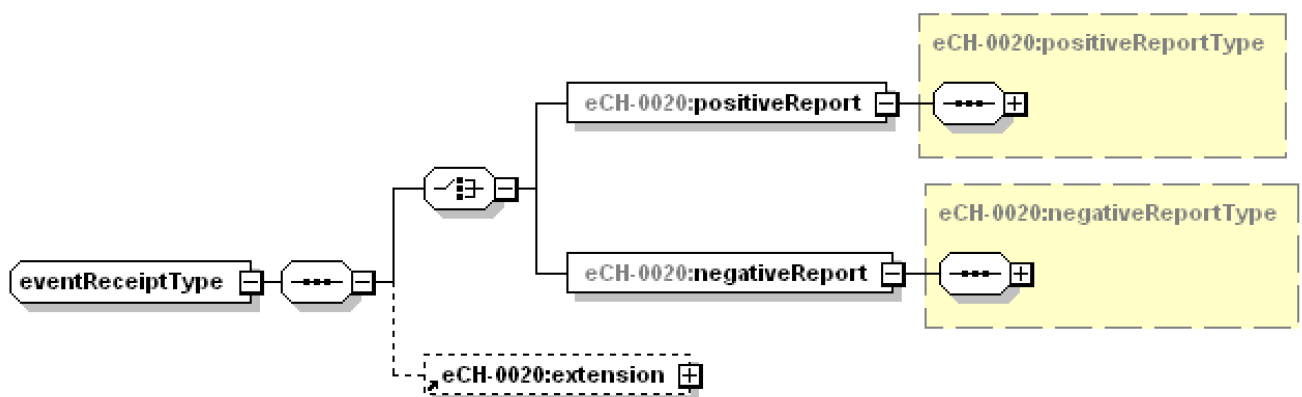 eCH-0020:positiveReportType
eCH-0020:positiveReport
eCH-0020:negativeReportType
eventReceiptType
eCH-0020:negativeReport
eCH-0020:extension